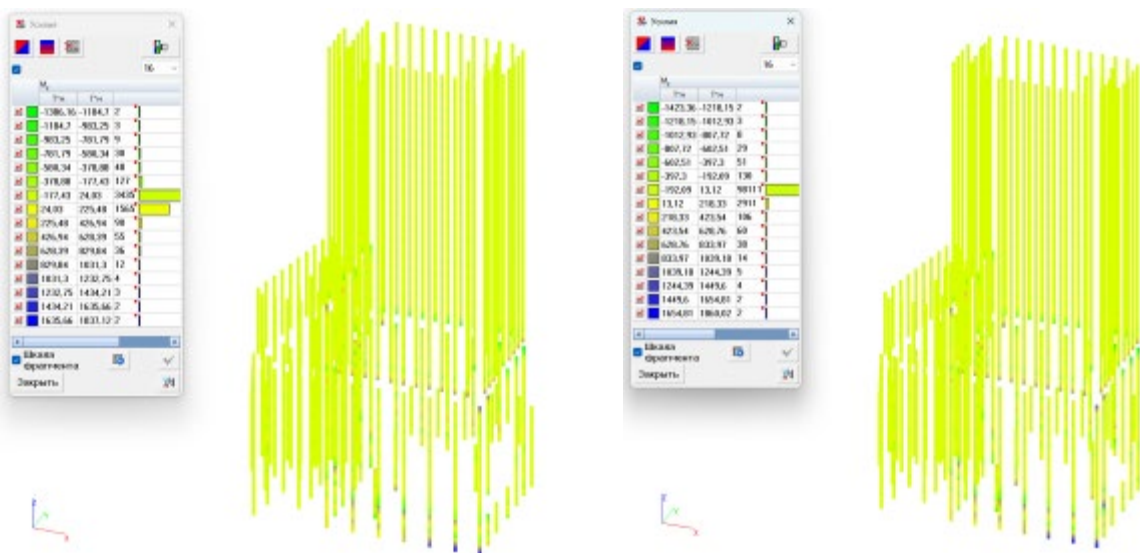 Усилия
16
M
Т*м Т*м
-1386,16 -1184,7 2
-1184,7 -983,25 3
-983,25 -781,79 9
-781,79 -580,34 30
-580,34 -378,88 40
-378,88 -177,43 127
-177,43 24,03 3435
24,03 225,48 1565
225,48 426,94 90
426,94 628,39 55
628,39 829,84 36
829,84 1031,3 12
1031,3 1232,75 4
1232,75 1434,21 3
1434,21 1635,66 2
1635,66 1837,12 2
Шкала
фрагмента
Закрыть
Z
Y
X
Усилия
16
M
Т*м Т*м
-1423,36 -1218,15 2
-1218,15 -1012,93 3
-1012,93 -807,72 8
-807,72 -602,51 29
-602,51 -397,3 51
-397,3 -192,09 130
-192,09 13,12
13,12 218,33 2911
218,33 423,54 106
423,54 628,76 60
628,76 833,97 30
833,97 1039,18 14
1039,18 1244,39 5
1244,39 1449,6 4
1449,6 1654,81 2
1654,81 1860,02 2
Шкала
фрагмента
Закрыть
Z
Y
X